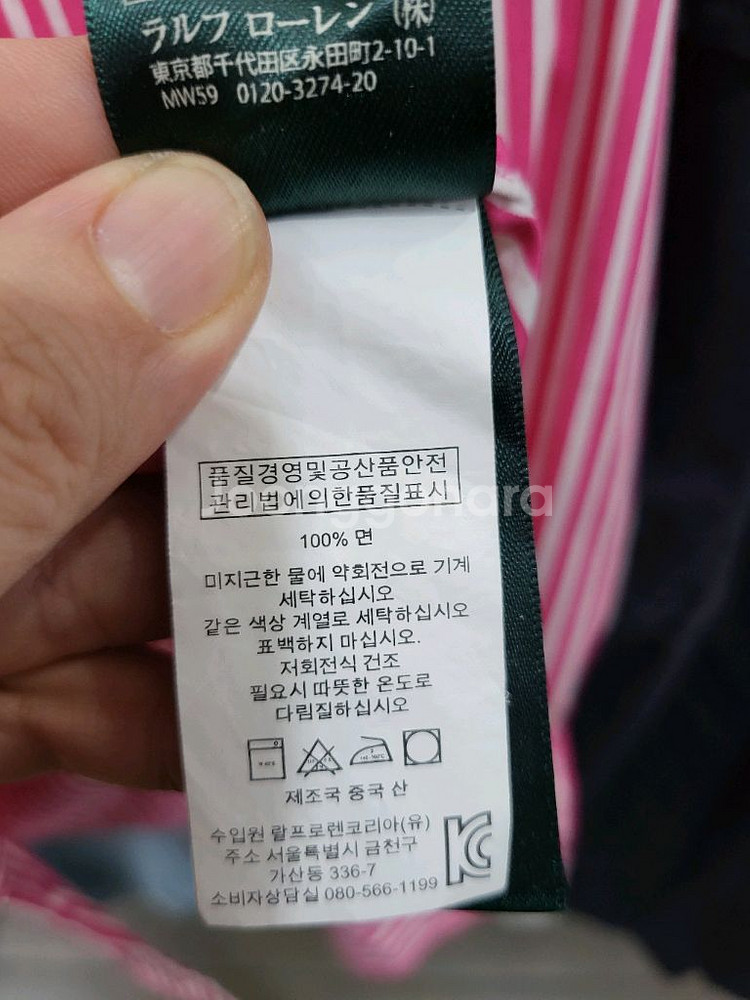 ラルフ ローレン (株)
東京都千代田区永田町2-10-1
MW59 0120-3274-20
품질경영및공산품안전
관리법에의한품질표시
100% 면
미지근한 물에 약회전으로 기계
세탁하십시오
같은 색상 계열로 세탁하십시오
표백하지 마십시오.
저회전식 건조
필요시 따뜻한 온도로
다림질하십시오
제조국 중국 산
수입원 랄프로렌코리아(유)
주소 서울특별시 금천구
가산동 336-7
소비자상담실 080-566-1199